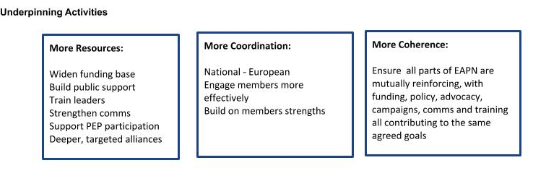 Underpinning Activities
More Resources:
Widen funding base
Build public support
Train leaders
Strengthen comms
Support PEP participation
Deeper, targeted alliances
More Coordination:
National - European
Engage members more
effectively
Build on members strengths
More Coherence:
Ensure all parts of EAPN are
mutually reinforcing, with
funding, policy, advocacy,
campaigns, comms and training
all contributing to the same
agreed goals